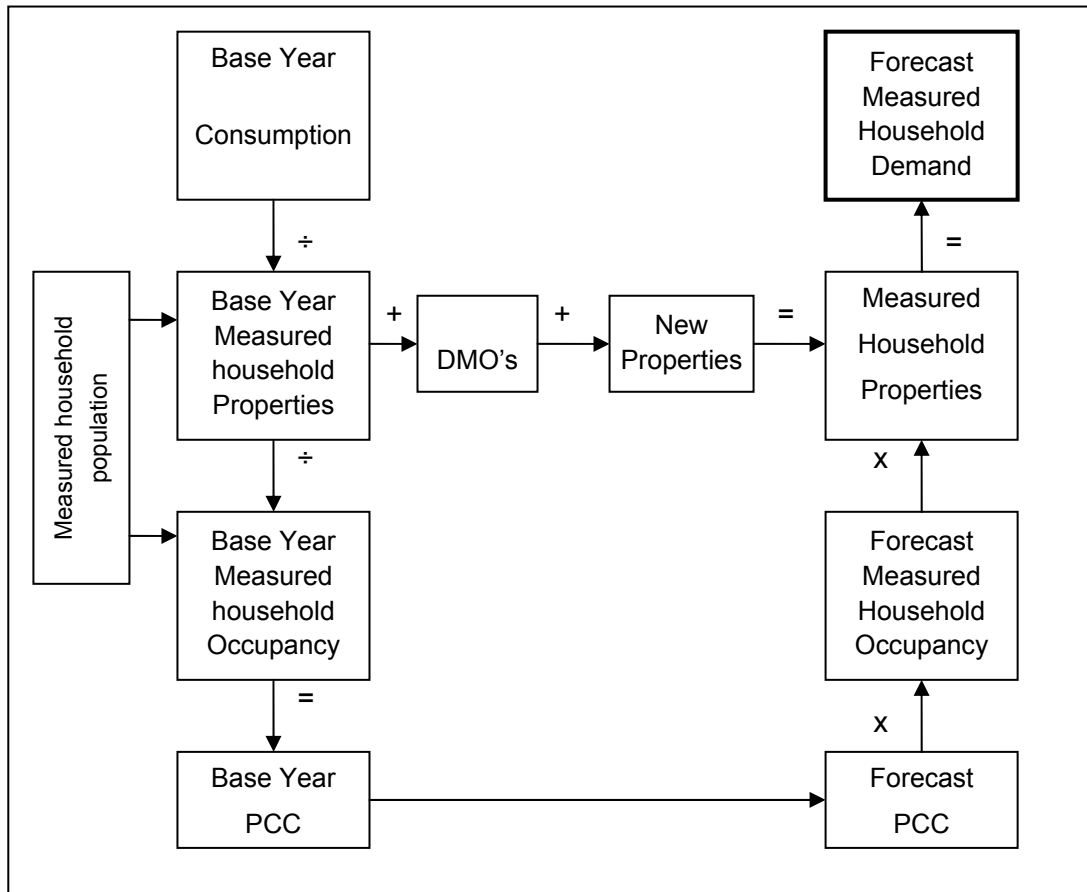 Base Year
Consumption
÷
Measured household
population
Base Year
Measured
household
Properties
+
DMO's
+
New
Properties
=
Measured
Household
Properties
=
Forecast
Measured
Household
Demand
÷
Base Year
Measured
household
Occupancy
=
Base Year
PCC
Forecast
PCC
x
Forecast
Measured
Household
Occupancy
x